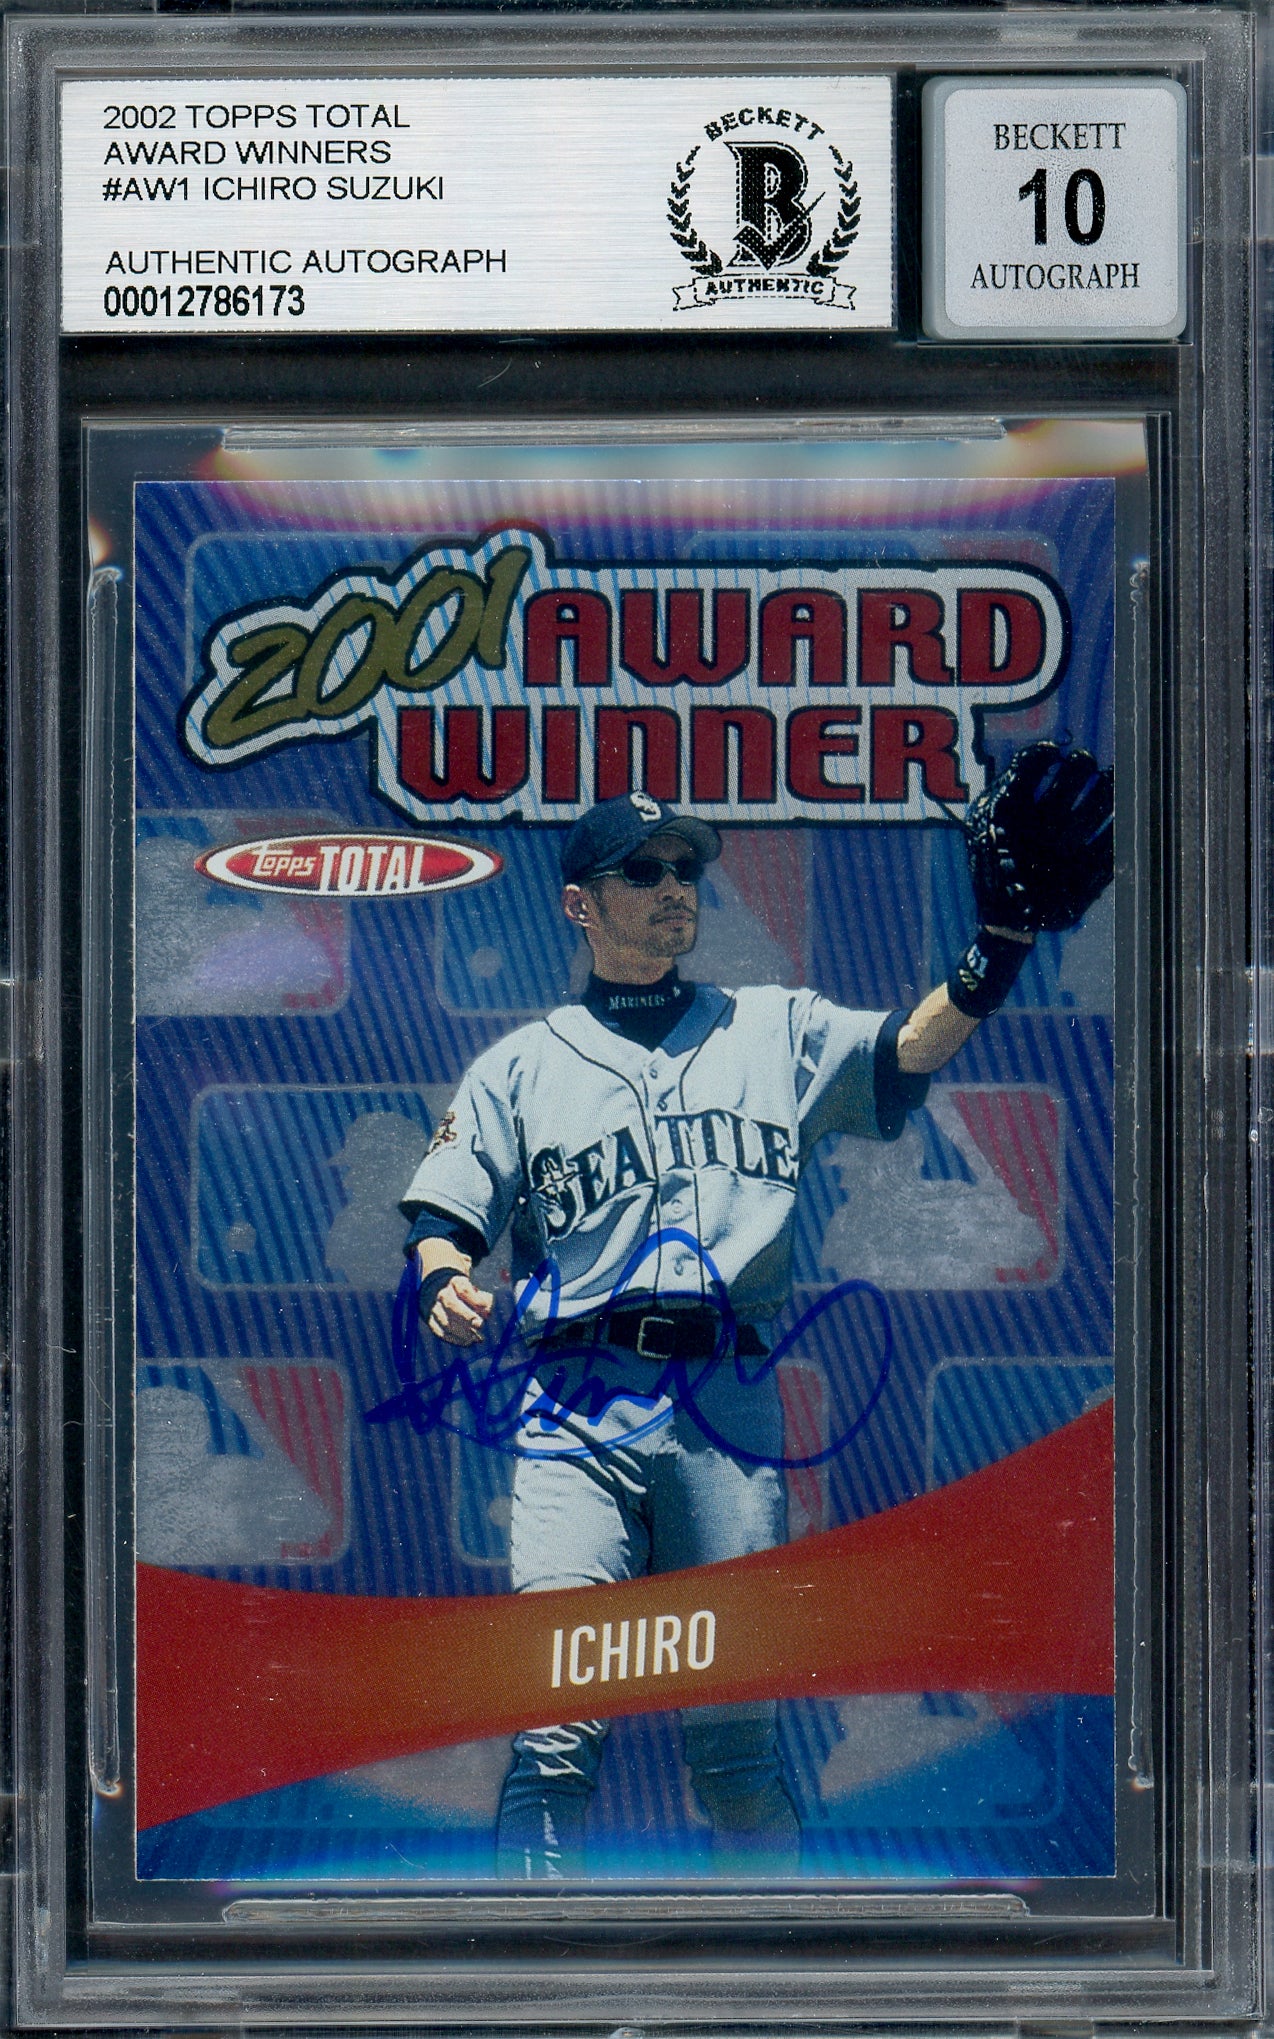 2002 TOPPS TOTAL
AWARD WINNERS
#AW1 ICHIRO SUZUKI
AUTHENTIC AUTOGRAPH
00012786173
BECKETT
B
AUTHENTIC
BECKETT
10
AUTOGRAPH
2001 AWARD
WINNER
TOPPS TOTAL
S
51
MARINERS
SEATTLE
ICHIRO